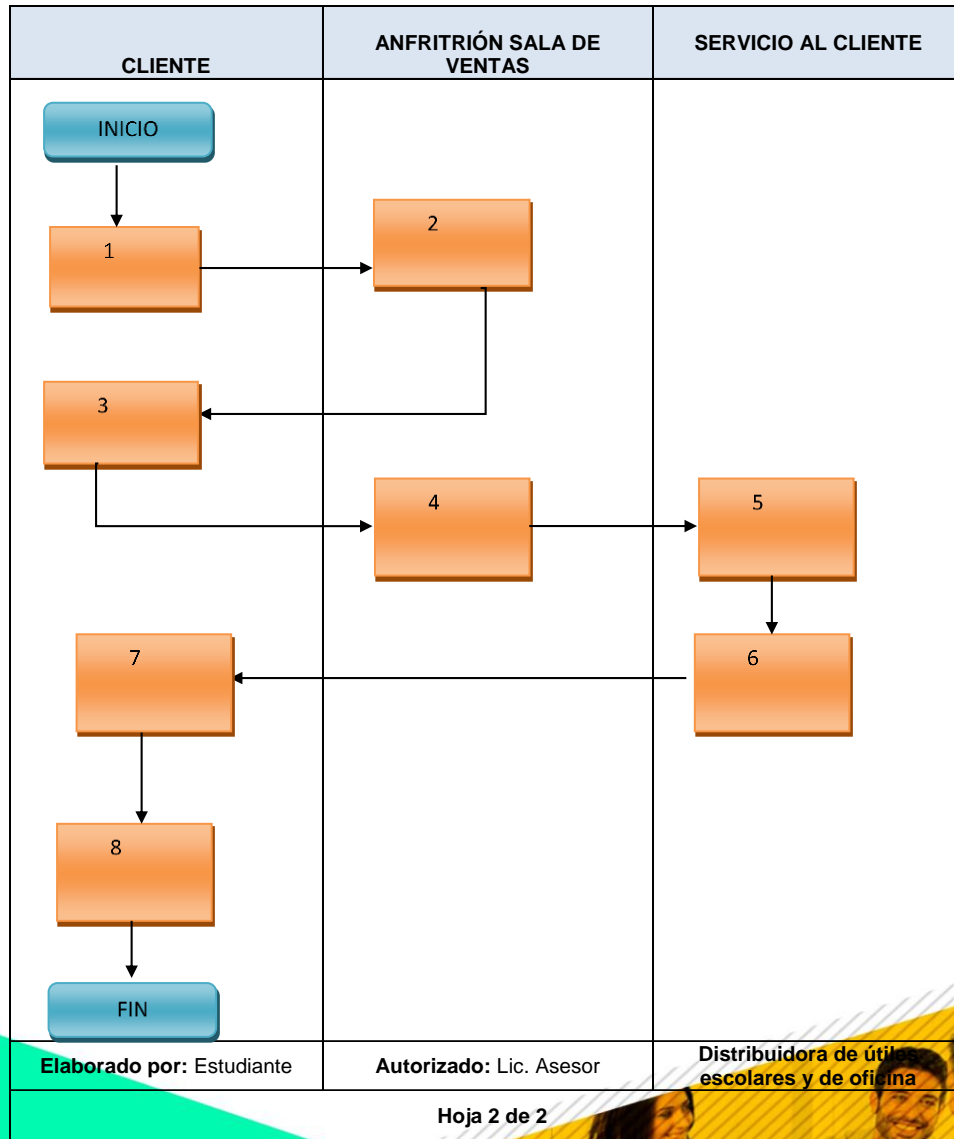 CLIENTE
ANFRITRIÓN SALA DE
VENTAS
SERVICIO AL CLIENTE
INICIO
1
2
3
4
5
6
7
8
FIN
Elaborado por: Estudiante
Autorizado: Lic. Asesor
Distribuidora de útiles
escolares y de oficina
Hoja 2 de 2